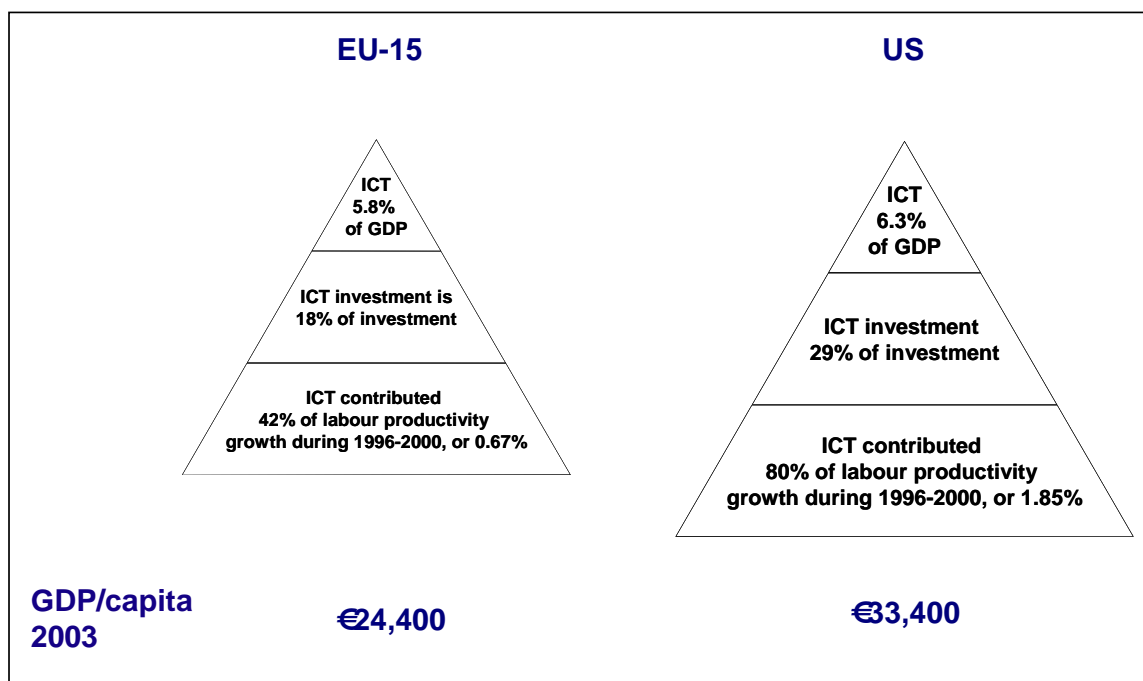 EU-15
US
ICT
5.8%
of GDP
ICT investment is
18% of investment
ICT contributed
42% of labour productivity
growth during 1996-2000, or 0.67%
ICT
6.3%
of GDP
ICT investment
29% of investment
ICT contributed
80% of labour productivity
growth during 1996-2000, or 1.85%
GDP/capita
2003
€24,400
€33,400